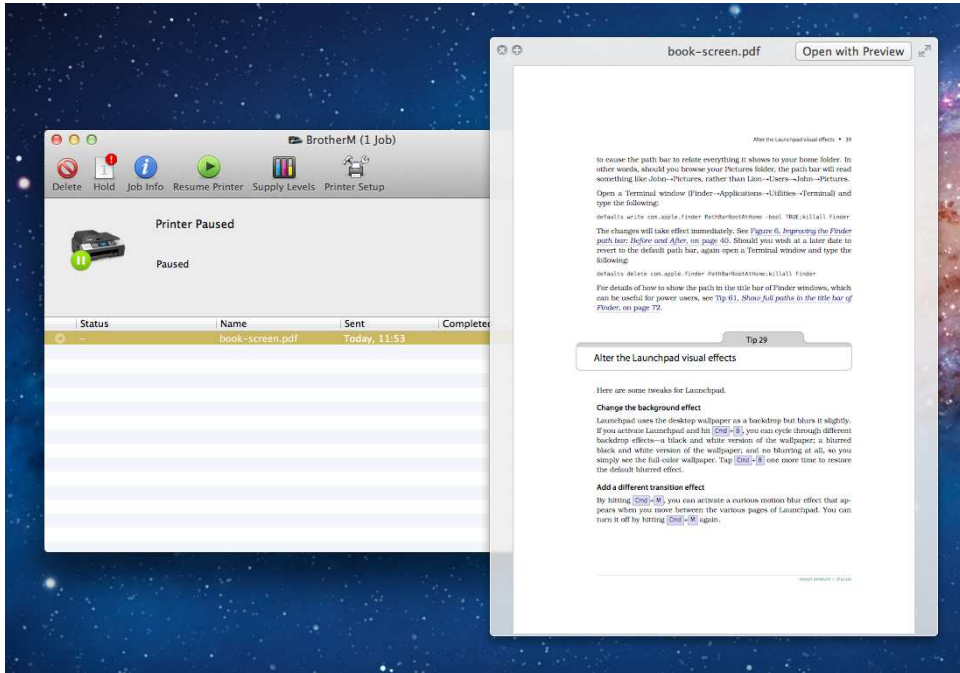 BrotherM (1 Job)
Delete Hold Job Info Resume Printer Supply Levels Printer Setup
Printer Paused
Paused
Status Name Sent Completed
- book-screen.pdf Today, 11:53
book-screen.pdf Open with Preview
Alter the Launchpad visual effects • 39
to cause the path bar to relate everything it shows to your home folder. In
other words, should you browse your Pictures folder, the path bar will read
something like John→Pictures, rather than Lion→Users→John→Pictures.
Open a Terminal window (Finder→Applications→Utilities→Terminal) and
type the following:
defaults write com.apple.finder PathBarRootAtHome -bool TRUE;killall Finder
The changes will take effect immediately. See Figure 6, Improving the Finder
path bar: Before and After, on page 40. Should you wish at a later date to
revert to the default path bar, again open a Terminal window and type the
following:
defaults delete com.apple.finder PathBarRootAtHome;killall Finder
For details of how to show the path in the title bar of Finder windows, which
can be useful for power users, see Tip 61, Show full paths in the title bar of
Finder, on page 72.
Tip 29
Alter the Launchpad visual effects
Here are some tweaks for Launchpad.
Change the background effect
Launchpad uses the desktop wallpaper as a backdrop but blurs it slightly.
If you activate Launchpad and hit Cmd+B, you can cycle through different
backdrop effects—a black and white version of the wallpaper; a blurred
black and white version of the wallpaper; and no blurring at all, so you
simply see the full-color wallpaper. Tap Cmd+B one more time to restore
the default blurred effect.
Add a different transition effect
By hitting Cmd+M, you can activate a curious motion blur effect that ap-
pears when you move between the various pages of Launchpad. You can
turn it off by hitting Cmd+M again.